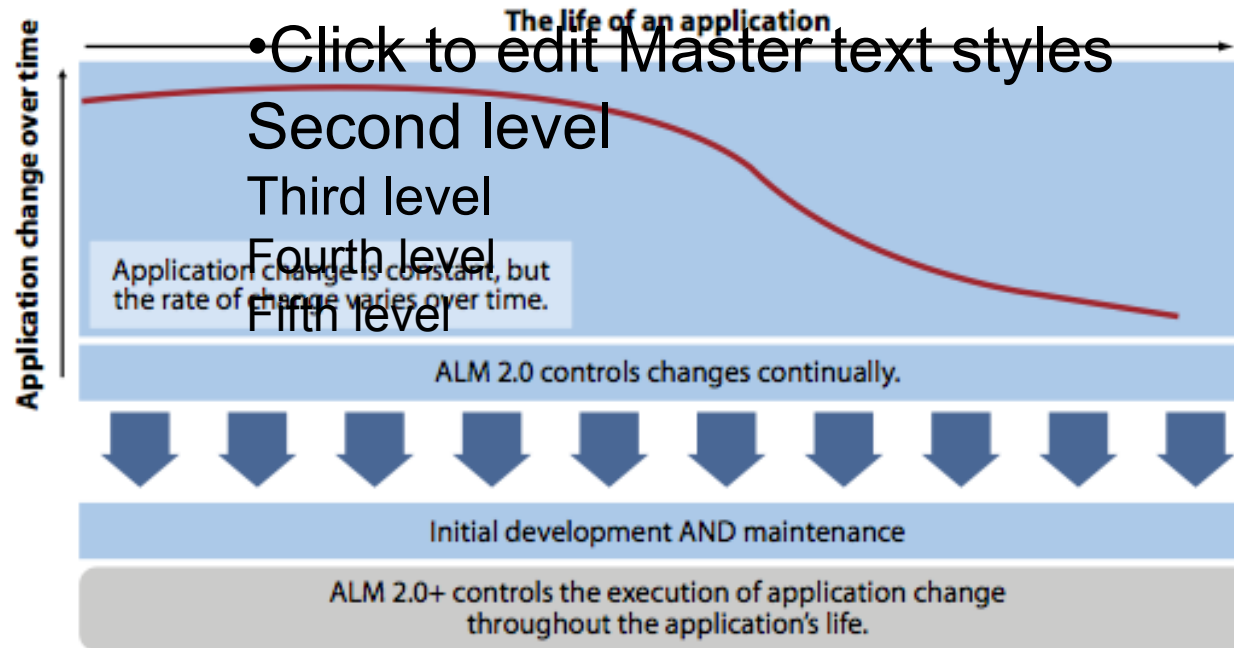 The life of an application
•Click to edit Master text styles
Second level
Third level
Fourth level
Fifth level
Application change over time
Application change is constant, but
the rate of change varies over time.
ALM 2.0 controls changes continually.
Initial development AND maintenance
ALM 2.0+ controls the execution of application change
throughout the application’s life.